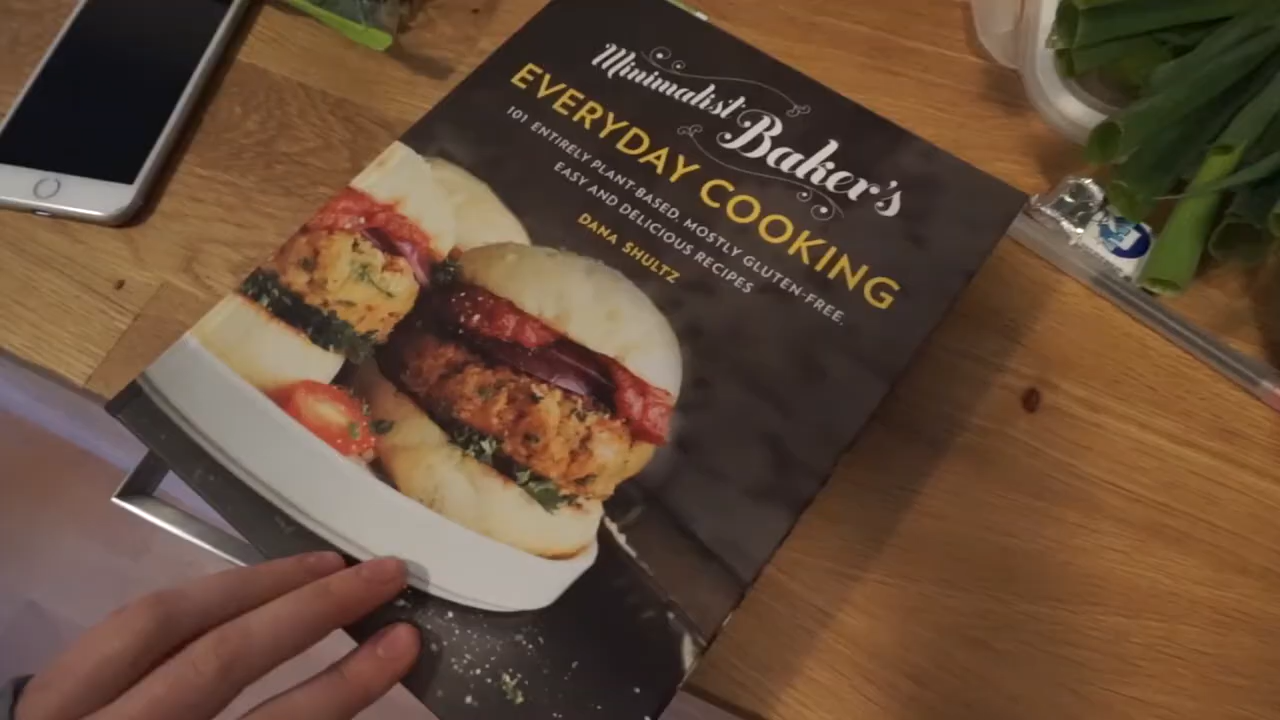 Minimalist
Baker's
EVERYDAY COOKING
101 ENTIRELY PLANT-BASED, MOSTLY GLUTEN-FREE,
EASY AND DELICIOUS RECIPES
DANA SHULTZ